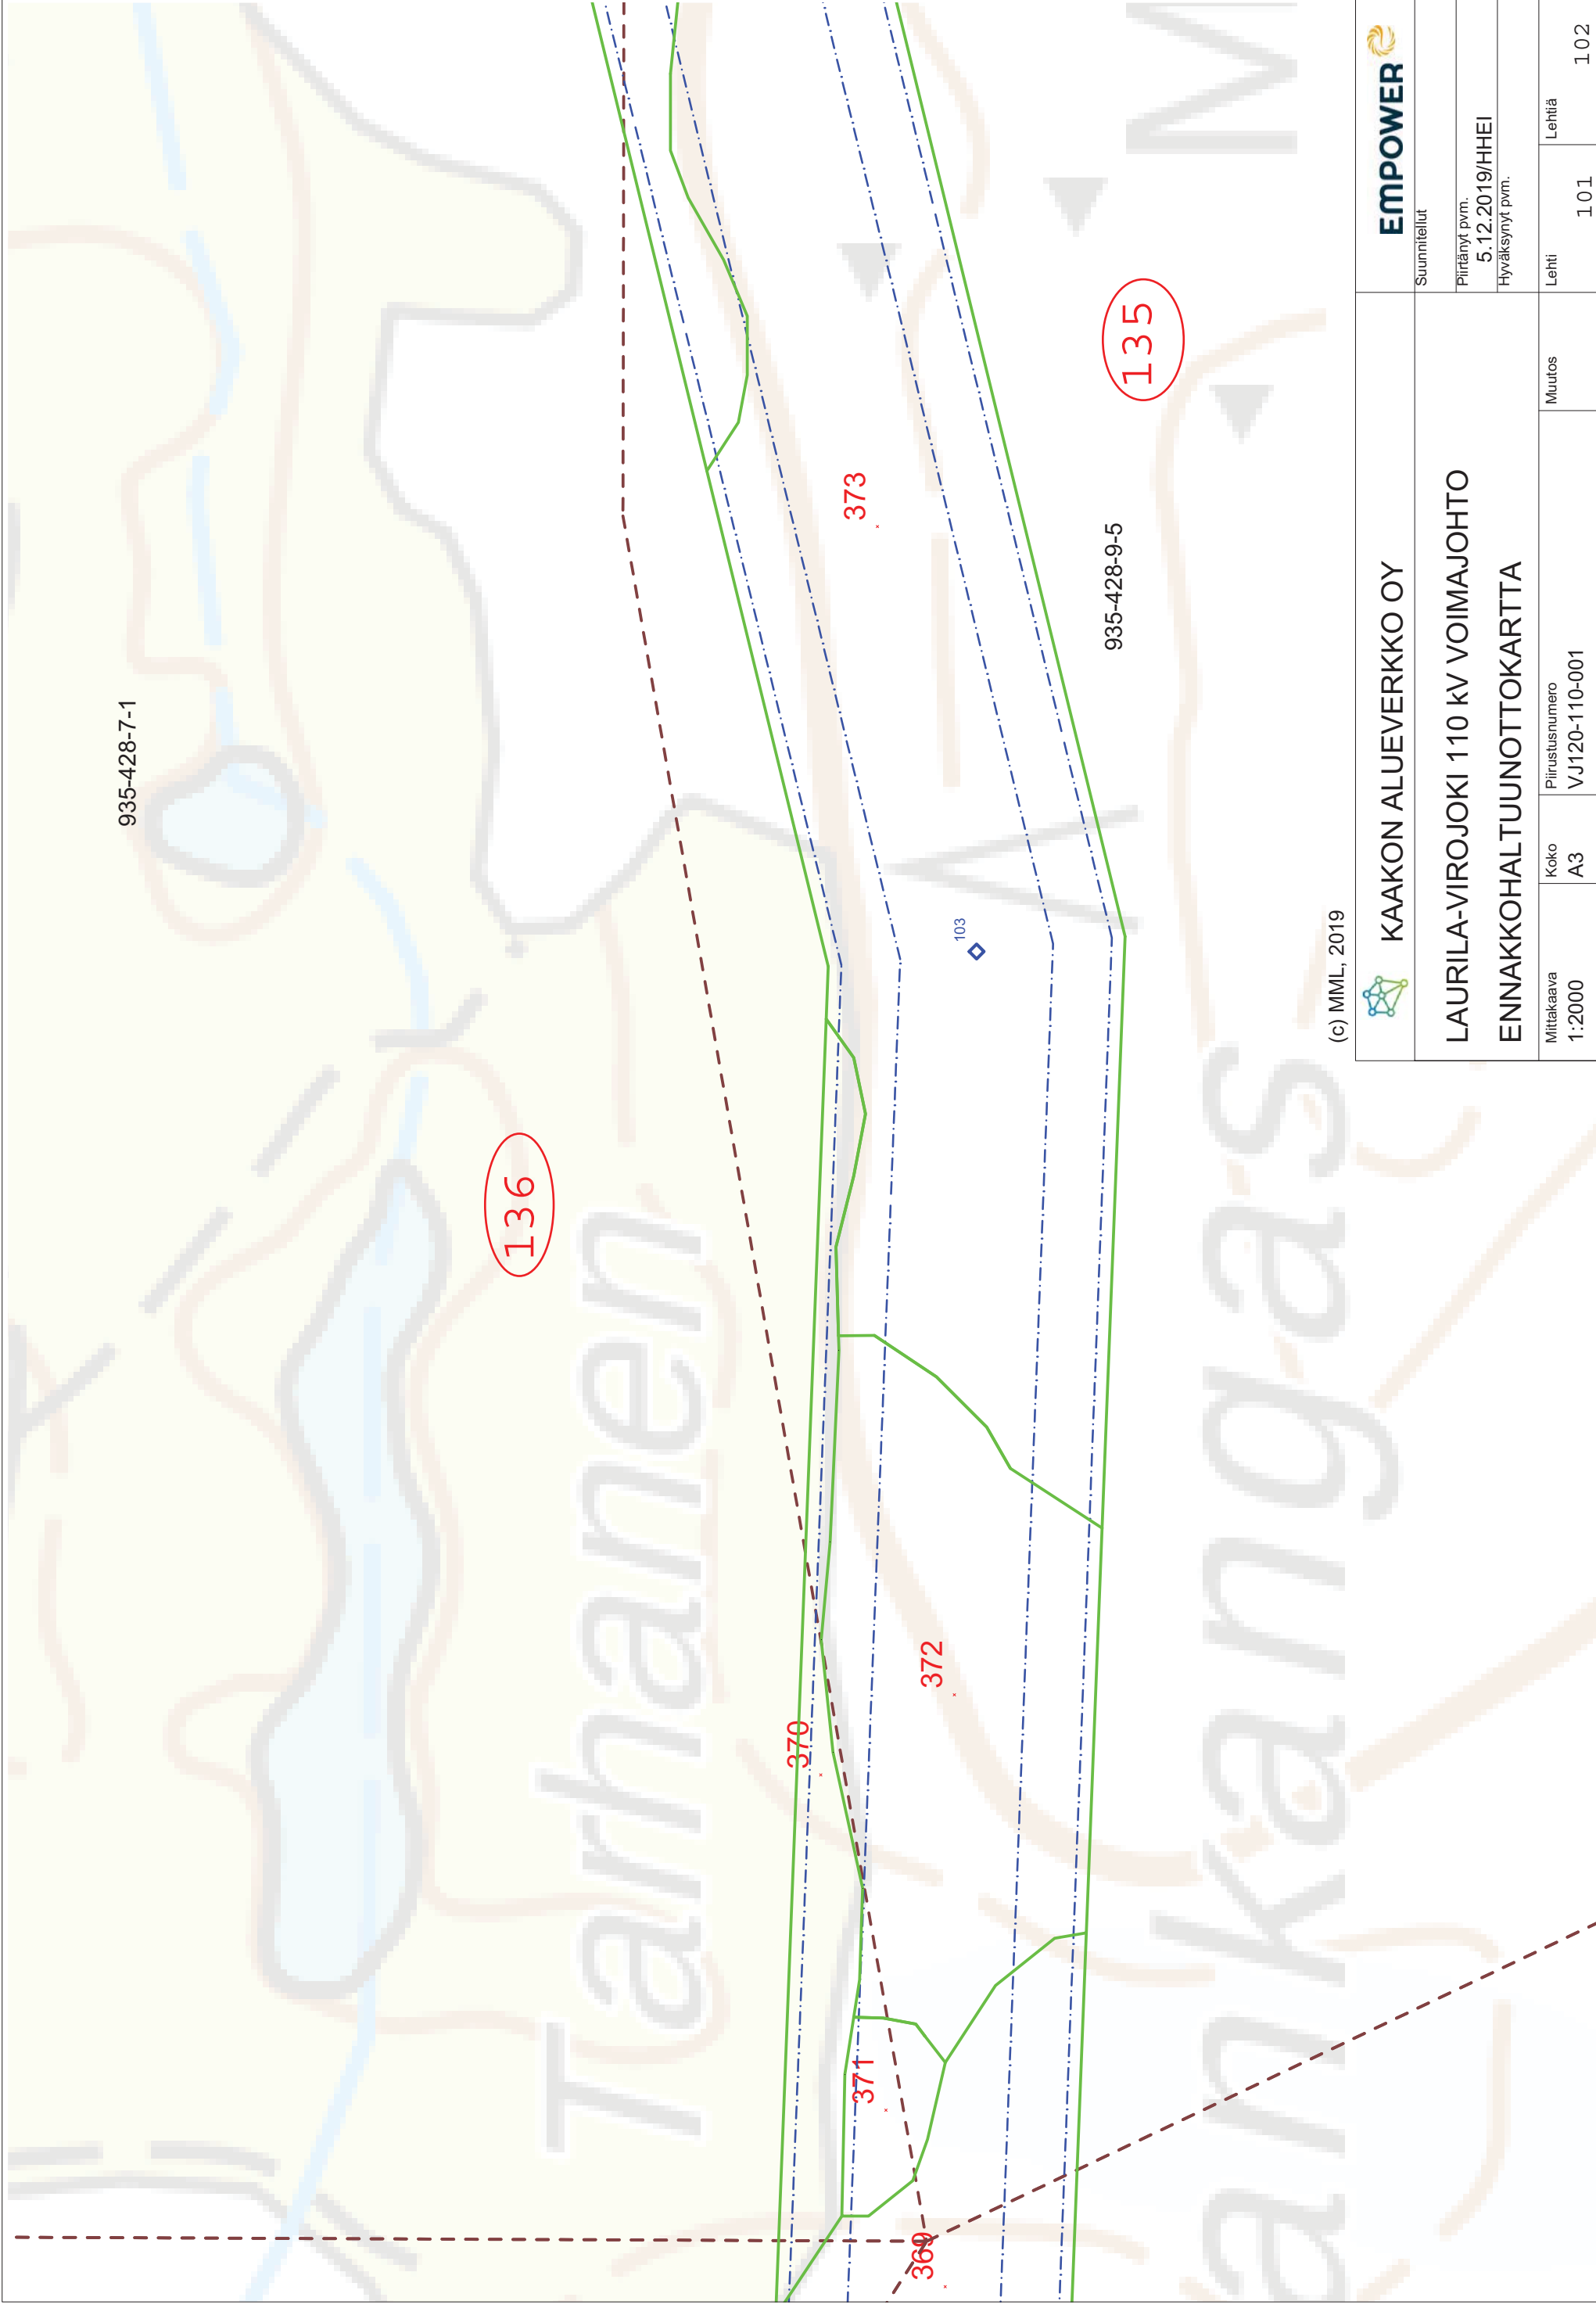 935-428-7-1
136
Tarhanen
370
371
369
372
373
103
935-428-9-5
135
M
ankangas
(c) MML, 2019
KAAKON ALUEVERKKO OY
EMPOWER
LAURILA-VIROJOKI 110 kV VOIMAJOHTO
ENNAKKOHALTUUNOTTOKARTTA
Suunnitellut
Piirtänyt pvm.
5.12.2019/HHEI
Hyväksynyt pvm.
Mittakaava
1:2000
Koko
A3
Piirustusnumero
VJ120-110-001
Muutos
Lehti
101
Lehtiä
102